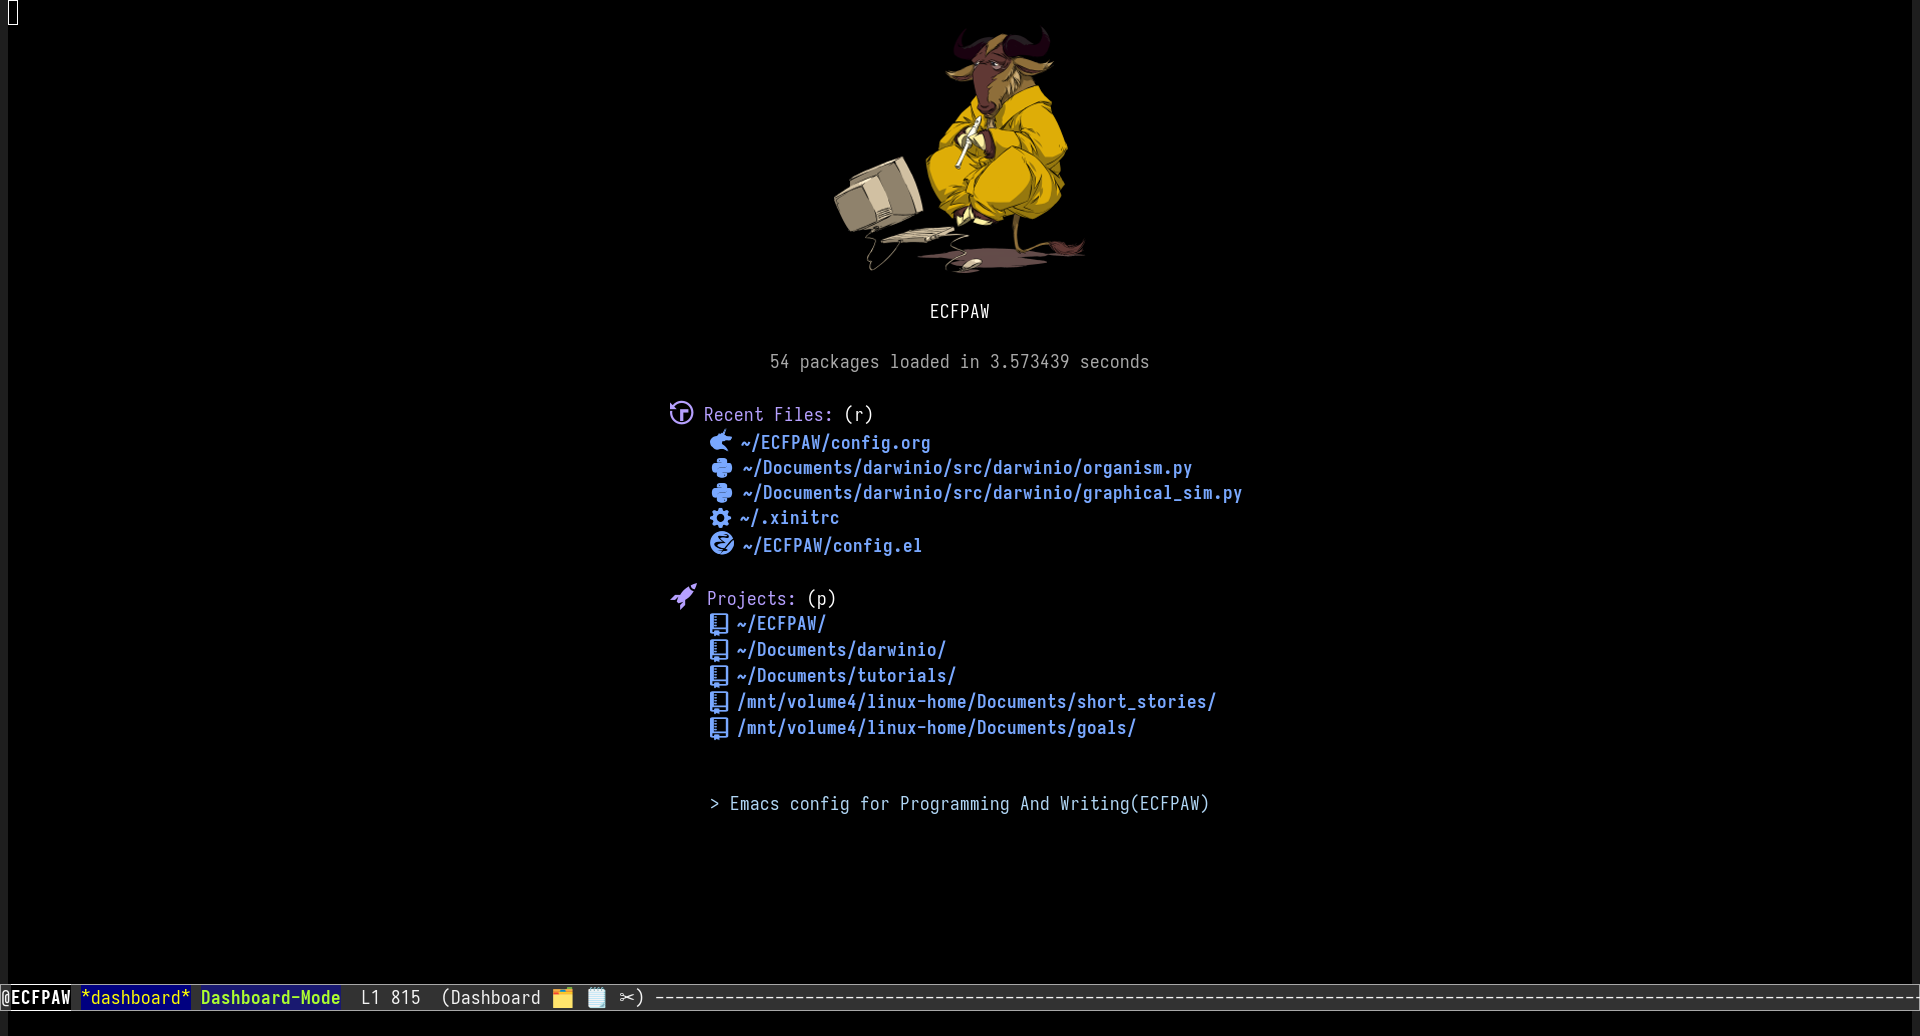 ECFPAW
54 packages loaded in 3.573439 seconds
Recent Files: (r)
~/ECFPAW/config.org
~/Documents/darwinio/src/darwinio/organism.py
~/Documents/darwinio/src/darwinio/graphical_sim.py
~/.xinitrc
~/ECFPAW/config.el
Projects: (p)
~/ECFPAW/
~/Documents/darwinio/
~/Documents/tutorials/
/mnt/volume4/linux-home/Documents/short_stories/
/mnt/volume4/linux-home/Documents/goals/
> Emacs config for Programming And Writing(ECFPAW)
@ECFPAW *dashboard* Dashboard-Mode L1 815 (Dashboard 🗂️ 🗒️ ✂) -------------------------------------------------------------------------------------------------------------------------------